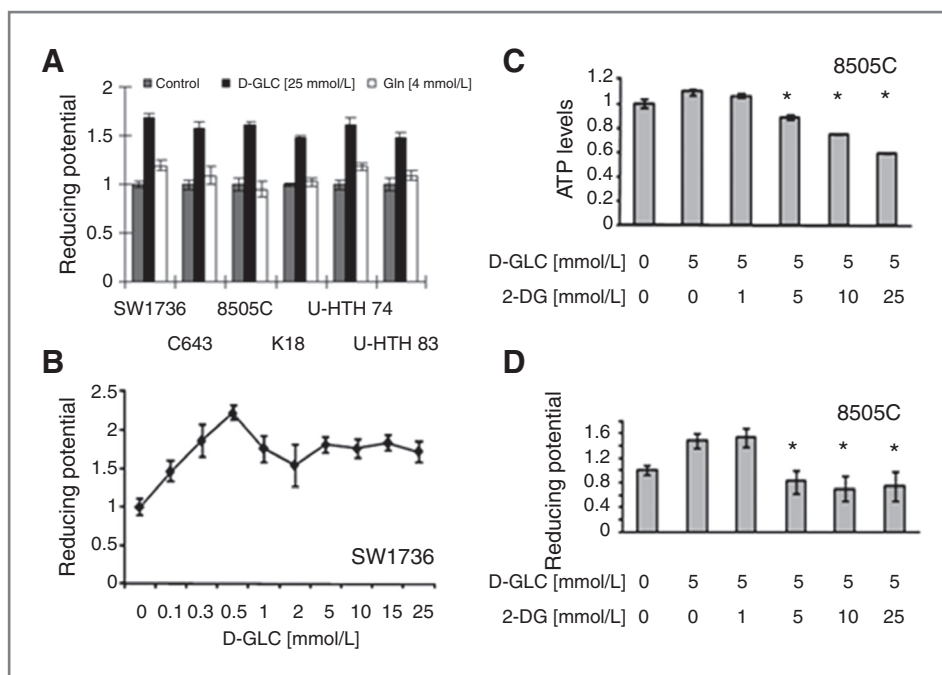 A
Control D-GLC [25 mmol/L] Gln [4 mmol/L]
Reducing potential
2
1.5
1
0.5
0
SW1736 8505C U-HTH 74
C643 K18 U-HTH 83
B
Reducing potential
2.5
2
1.5
1
0.5
0
SW1736
0 0.1 0.3 0.5 1 2 5 10 15 25
D-GLC [mmol/L]
C
8505C
ATP levels
1.2
1
0.8
0.6
0.4
0.2
0
* * *
D-GLC [mmol/L] 0 5 5 5 5 5
2-DG [mmol/L] 0 0 1 5 10 25
D
8505C
Reducing potential
1.6
1.2
0.8
0.4
0
* * *
D-GLC [mmol/L] 0 5 5 5 5 5
2-DG [mmol/L] 0 0 1 5 10 25